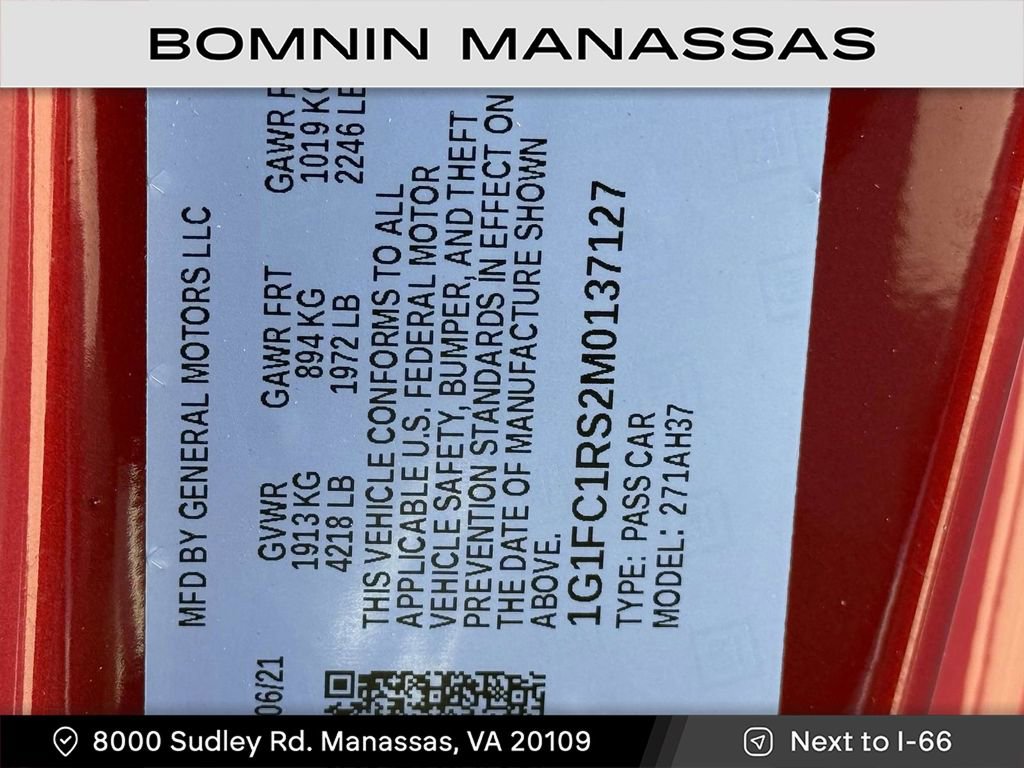 BOMNIN MANASSAS
MFD BY GENERAL MOTORS LLC
06/21 GVWR GAWR FRT GAWR
1913 KG 894 KG 1019
4218 LB 1972 LB 2246
THIS VEHICLE CONFORMS TO ALL
APPLICABLE U.S. FEDERAL MOTOR
VEHICLE SAFETY, BUMPER, AND THEFT
PREVENTION STANDARDS IN EFFECT ON
THE DATE OF MANUFACTURE SHOWN
ABOVE.
1G1FC1RS2M0137127
TYPE: PASS CAR
MODEL: 271AH37
8000 Sudley Rd. Manassas, VA 20109
Next to I-66